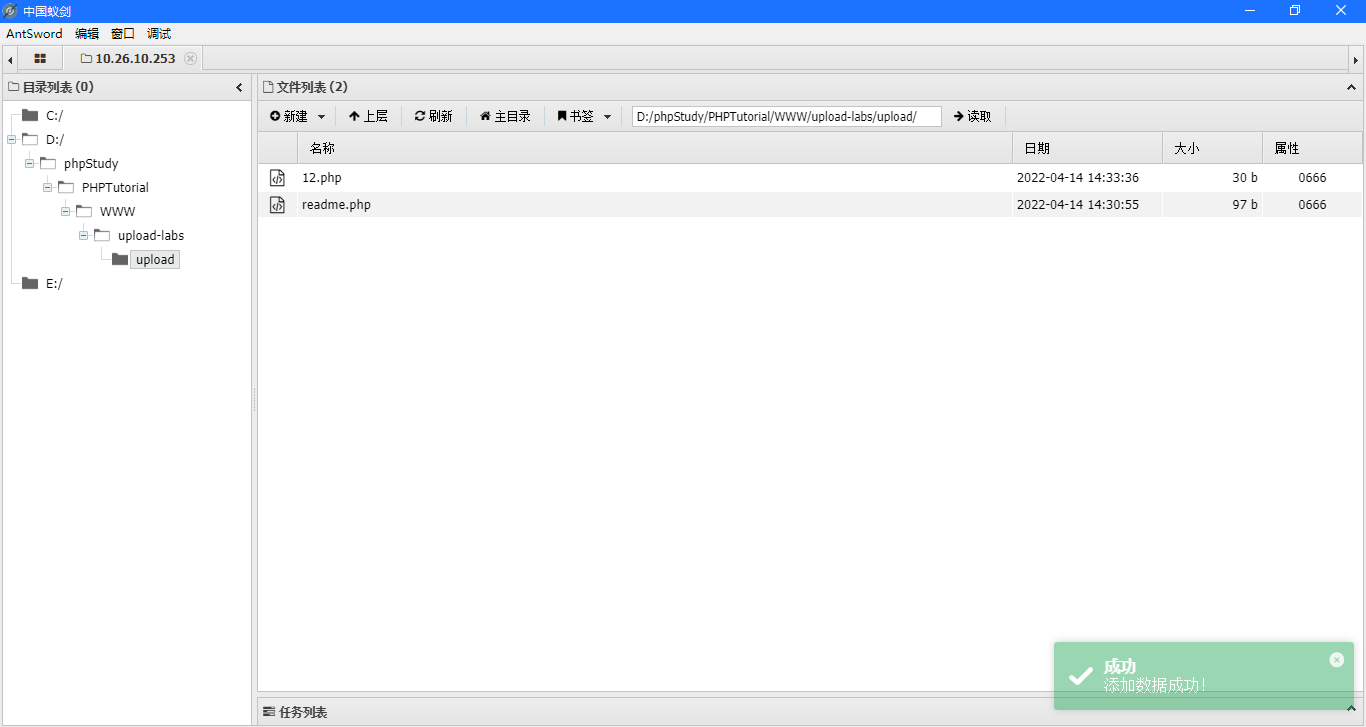 中国蚁剑
AntSword 编辑 窗口 调试
10.26.10.253
目录列表 (0)
C:/
D:/
phpStudy
PHPTutorial
WWW
upload-labs
upload
E:/
文件列表 (2)
新建 上层 刷新 主目录 书签 D:/phpStudy/PHPTutorial/WWW/upload-labs/upload/ 读取
名称 日期 大小 属性
12.php 2022-04-14 14:33:36 30 b 0666
readme.php 2022-04-14 14:30:55 97 b 0666
成功
添加数据成功!
任务列表